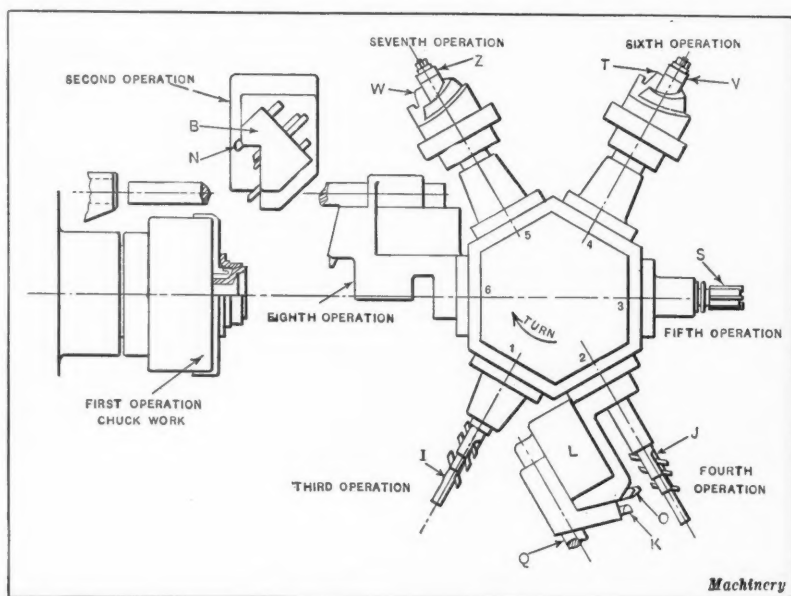 SEVENTH OPERATION
SIXTH OPERATION
Z
T
SECOND OPERATION
W
V
B
N
5
4
S
6
3
EIGHTH OPERATION
TURN
FIFTH OPERATION
1
2
FIRST OPERATION
CHUCK WORK
I
L
J
THIRD OPERATION
FOURTH
OPERATION
O
K
Q
Machinery